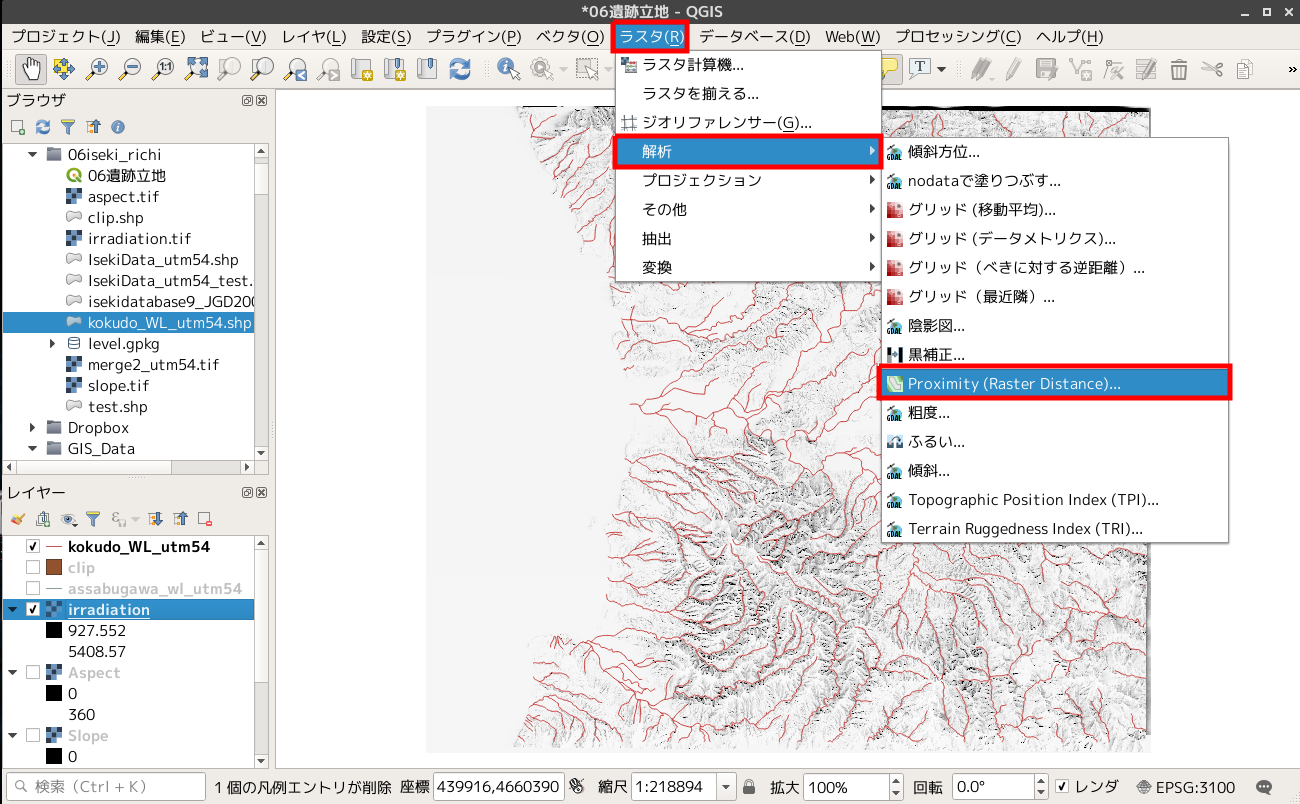 *06遺跡立地 - QGIS
プロジェクト(J) 編集(E) ビュー(V) レイヤ(L) 設定(S) プラグイン(P) ベクタ(O) ラスタ(R) データベース(D) Web(W) プロセッシング(C) ヘルプ(H)
1:1
T
»
ラスタ計算機...
ラスタを揃える...
ジオリファレンサー(G)...
解析
プロジェクション
その他
抽出
変換
傾斜方位...
nodataで塗りつぶす...
グリッド (移動平均)...
グリッド (データメトリクス)...
グリッド（べきに対する逆距離）...
グリッド（最近隣）...
陰影図...
黒補正...
Proximity (Raster Distance)...
粗度...
ふるい...
傾斜...
Topographic Position Index (TPI)...
Terrain Ruggedness Index (TRI)...
ブラウザ
06iseki_richi
06遺跡立地
aspect.tif
clip.shp
irradiation.tif
IsekiData_utm54.shp
IsekiData_utm54_test.
isekidatabase9_JGD200
kokudo_WL_utm54.shp
level.gpkg
merge2_utm54.tif
slope.tif
test.shp
Dropbox
GIS_Data
レイヤー
kokudo_WL_utm54
clip
assabugawa_wl_utm54
irradiation
927.552
5408.57
Aspect
0
360
Slope
0
検索 (Ctrl + K) 1 個の凡例エントリが削除 座標 439916,4660390 縮尺 1:218894 拡大 100% 回転 0.0° レンダ EPSG:3100